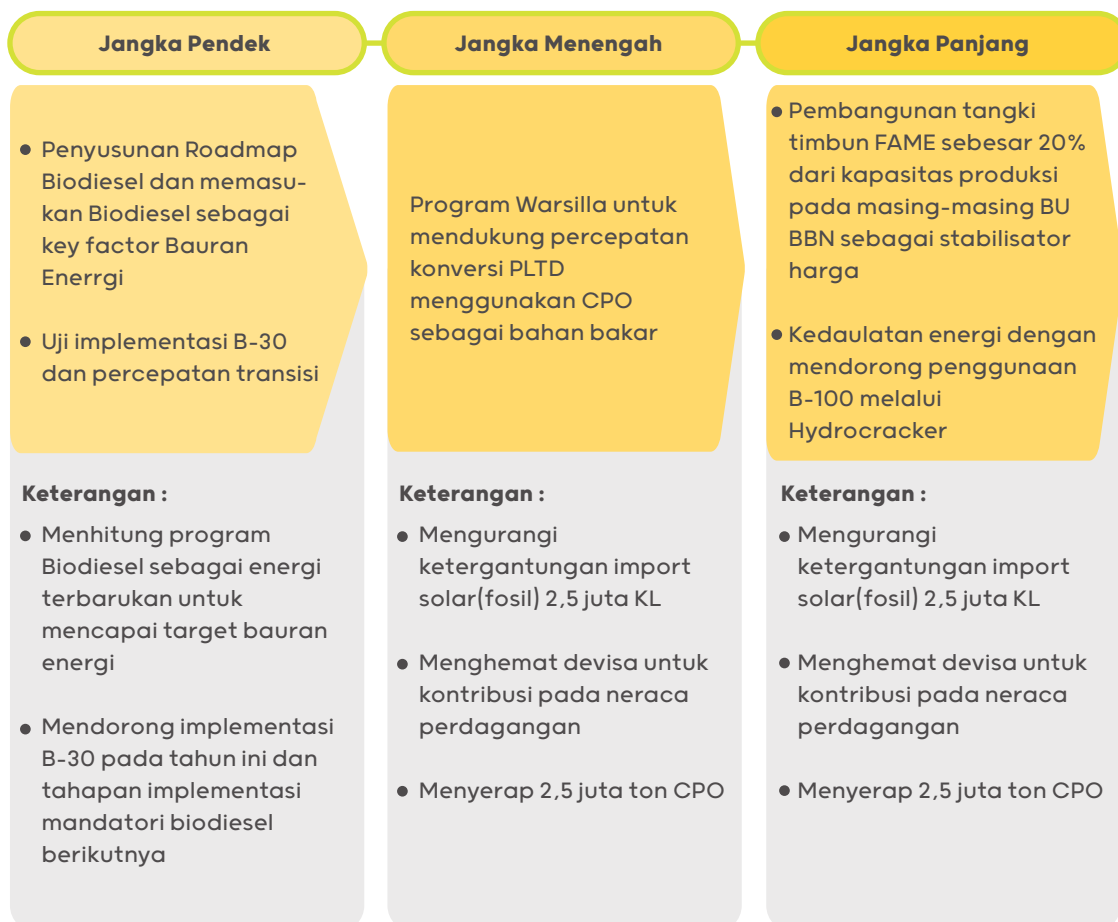 Jangka Pendek
Jangka Menengah
Jangka Panjang
Penyusunan Roadmap
Biodiesel dan memasu-
kan Biodiesel sebagai
key factor Bauran
Enerrgi
Uji implementasi B-30
dan percepatan transisi
Program Warsilla untuk
mendukung percepatan
konversi PLTD
menggunakan CPO
sebagai bahan bakar
Pembangunan tangki
timbun FAME sebesar 20%
dari kapasitas produksi
pada masing-masing BU
BBN sebagai stabilisator
harga
Kedaulatan energi dengan
mendorong penggunaan
B-100 melalui
Hydrocracker
Keterangan :
Menhitung program
Biodiesel sebagai energi
terbarukan untuk
mencapai target bauran
energi
Mendorong implementasi
B-30 pada tahun ini dan
tahapan implementasi
mandatori biodiesel
berikutnya
Keterangan :
Mengurangi
ketergantungan import
solar(fosil) 2,5 juta KL
Menghemat devisa untuk
kontribusi pada neraca
perdagangan
Menyerap 2,5 juta ton CPO
Keterangan :
Mengurangi
ketergantungan import
solar(fosil) 2,5 juta KL
Menghemat devisa untuk
kontribusi pada neraca
perdagangan
Menyerap 2,5 juta ton CPO